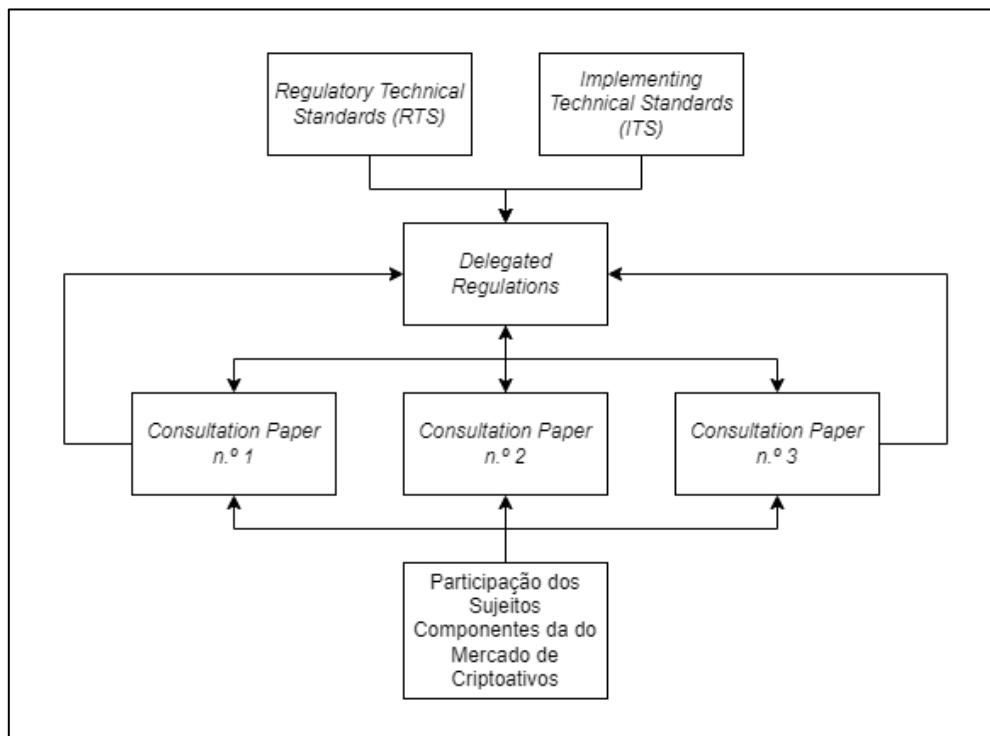 Regulatory Technical
Standards (RTS)
Implementing
Technical Standards
(ITS)
Delegated
Regulations
Consultation Paper
n.º 1
Consultation Paper
n.º 2
Consultation Paper
n.º 3
Participação dos
Sujeitos
Componentes da do
Mercado de
Criptoativos